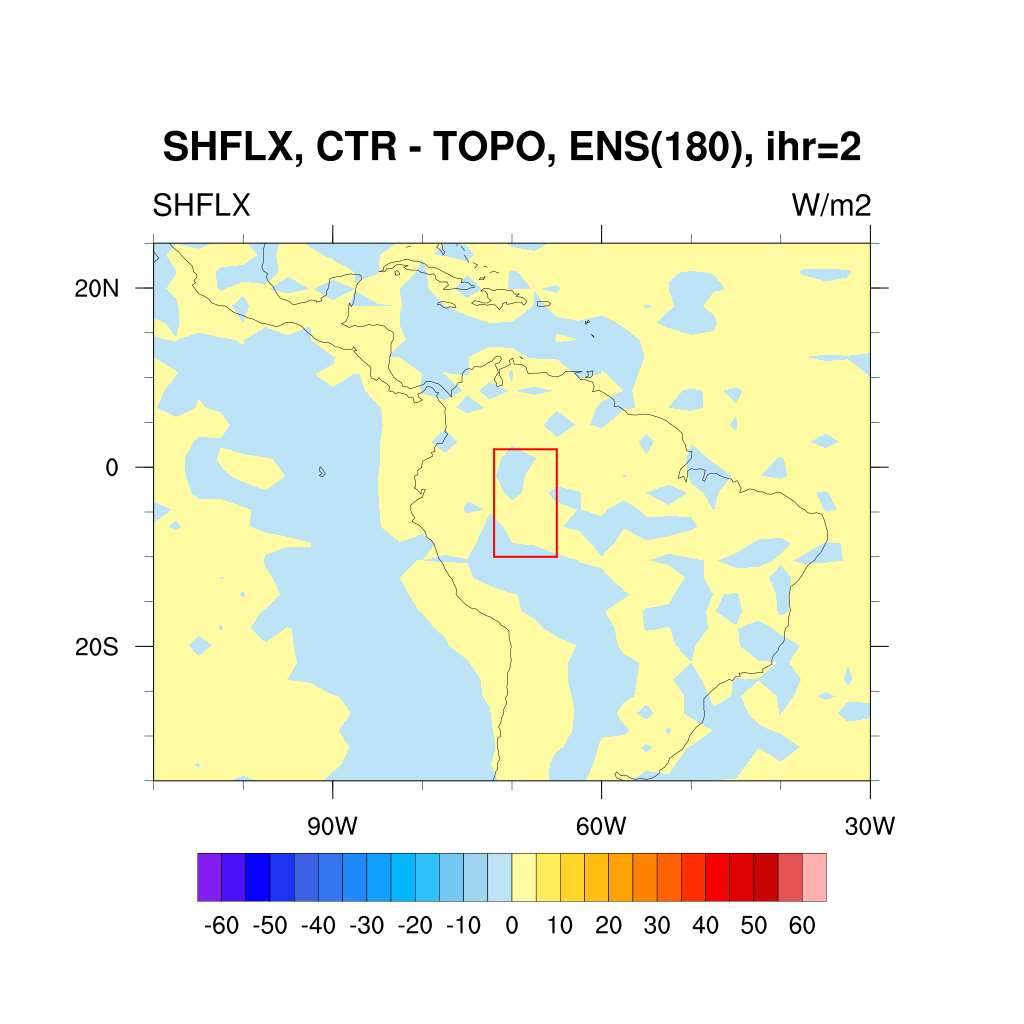 SHFLX, CTR - TOPO, ENS(180), ihr=2
SHFLX W/m2
20N
0
20S
90W 60W 30W
-60 -50 -40 -30 -20 -10 0 10 20 30 40 50 60